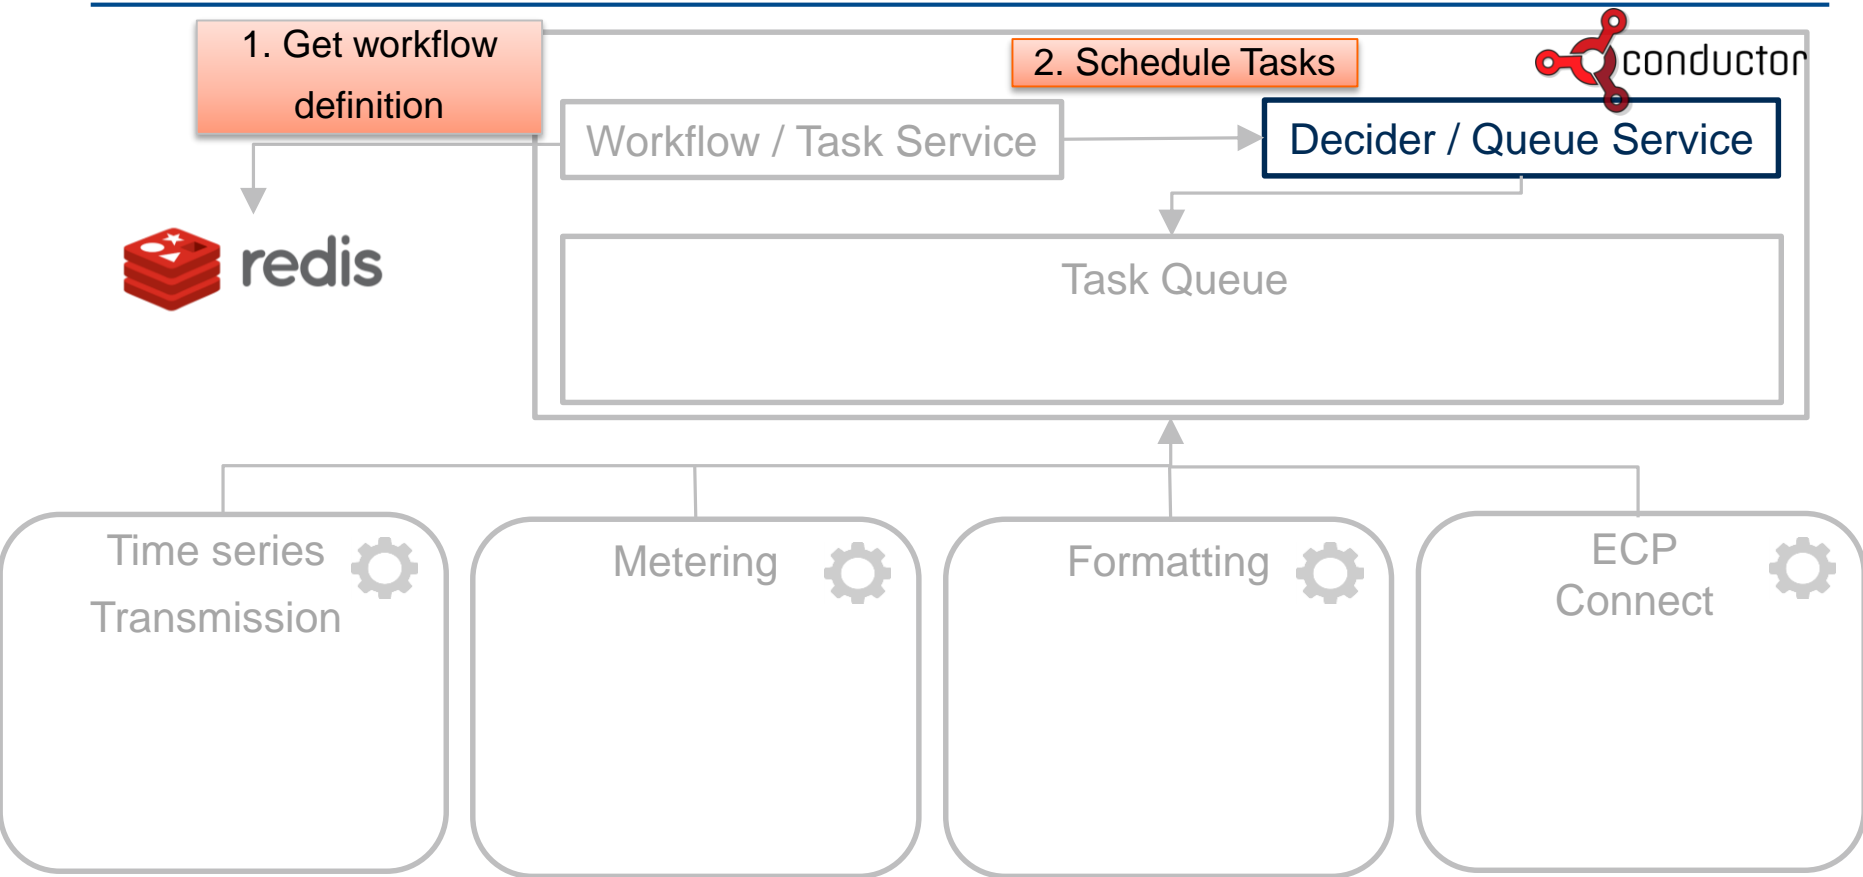 1. Get workflow
definition
2. Schedule Tasks
conductor
Workflow / Task Service
Decider / Queue Service
redis
Task Queue
Time series
Transmission
Metering
Formatting
ECP
Connect